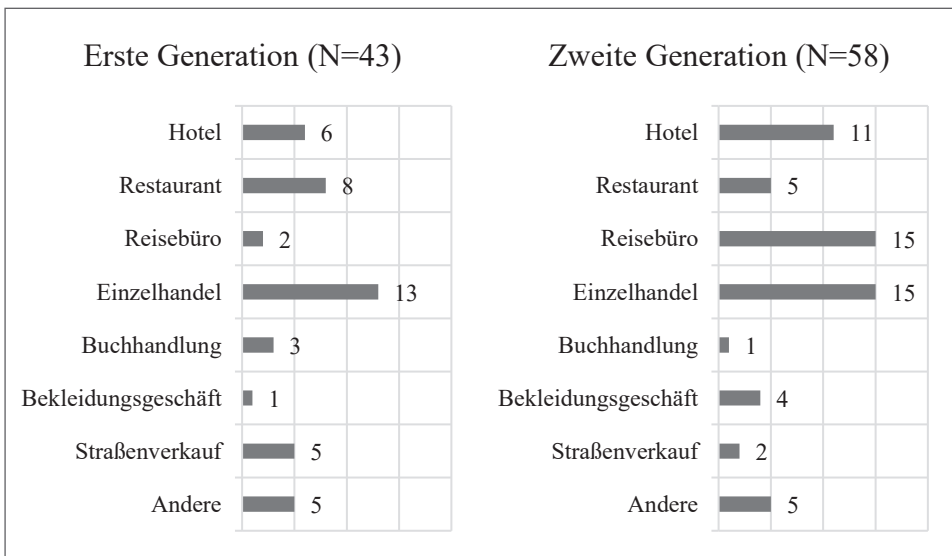 Erste Generation (N=43)
Hotel 6
Restaurant 8
Reisebüro 2
Einzelhandel 13
Buchhandlung 3
Bekleidungsgeschäft 1
Straßenverkauf 5
Andere 5
Zweite Generation (N=58)
Hotel 11
Restaurant 5
Reisebüro 15
Einzelhandel 15
Buchhandlung 1
Bekleidungsgeschäft 4
Straßenverkauf 2
Andere 5